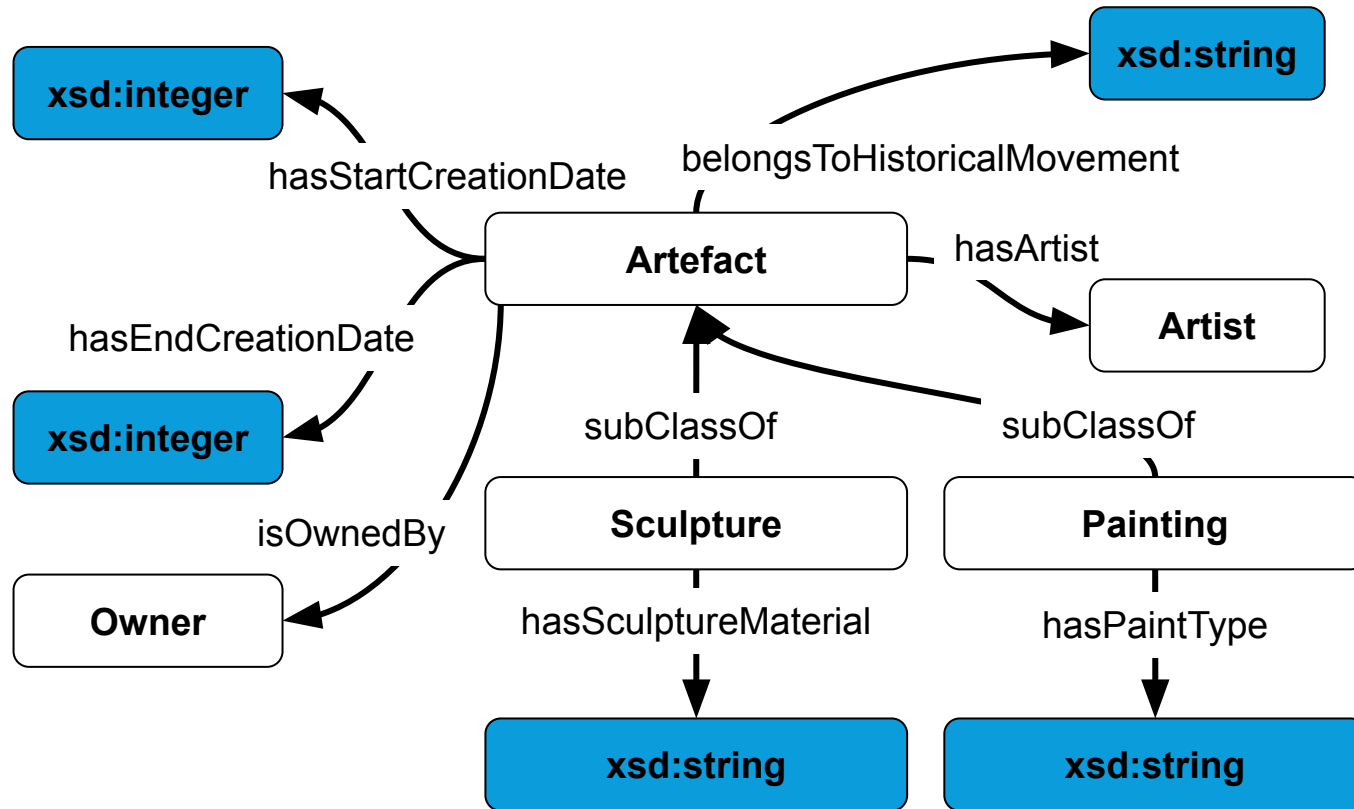 xsd:string
xsd:integer
belongsToHistoricalMovement
hasStartCreationDate
Artefact
hasArtist
Artist
hasEndCreationDate
xsd:integer
subClassOf
subClassOf
Sculpture
Painting
isOwnedBy
Owner
hasSculptureMaterial
hasPaintType
xsd:string
xsd:string